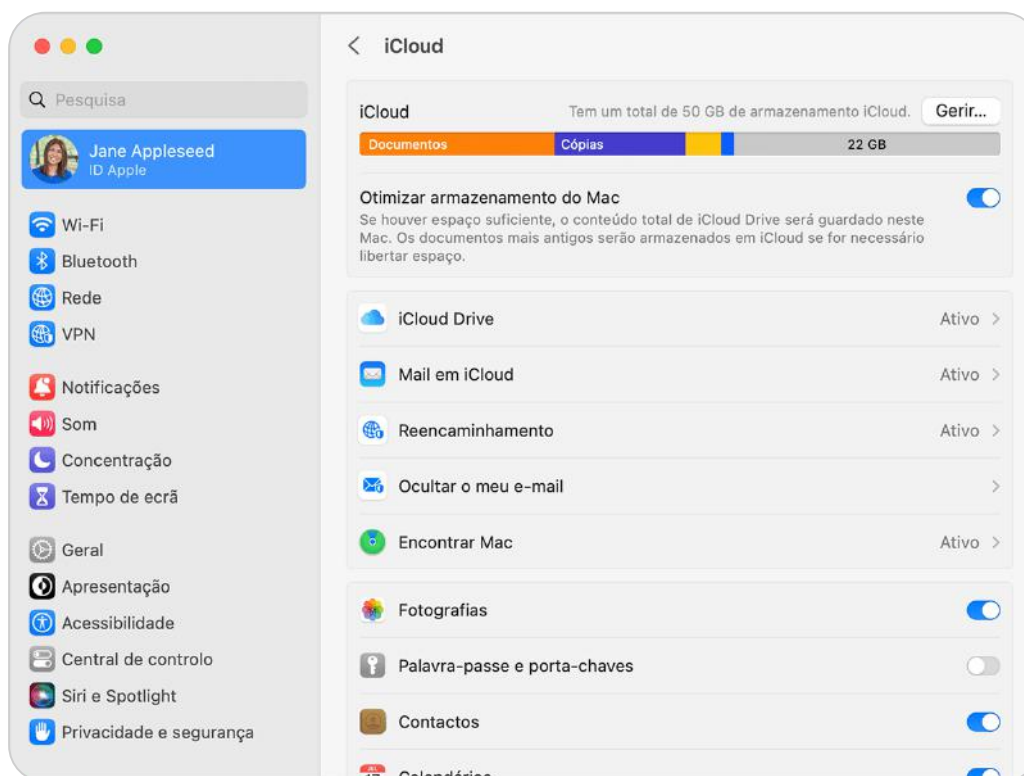 iCloud
Pesquisa
Jane Appleseed
ID Apple
Wi-Fi
Bluetooth
Rede
VPN
Notificações
Som
Concentração
Tempo de ecrã
Geral
Apresentação
Acessibilidade
Central de controlo
Siri e Spotlight
Privacidade e segurança
iCloud
Tem um total de 50 GB de armazenamento iCloud.
Gerir...
Documentos
Cópias
22 GB
Otimizar armazenamento do Mac
Se houver espaço suficiente, o conteúdo total de iCloud Drive será guardado neste
Mac. Os documentos mais antigos serão armazenados em iCloud se for necessário
libertar espaço.
iCloud Drive
Ativo
Mail em iCloud
Ativo
Reencaminhamento
Ativo
Ocultar o meu e-mail
Encontrar Mac
Ativo
Fotografias
Palavra-passe e porta-chaves
Contactos
JUL
17
Calendários